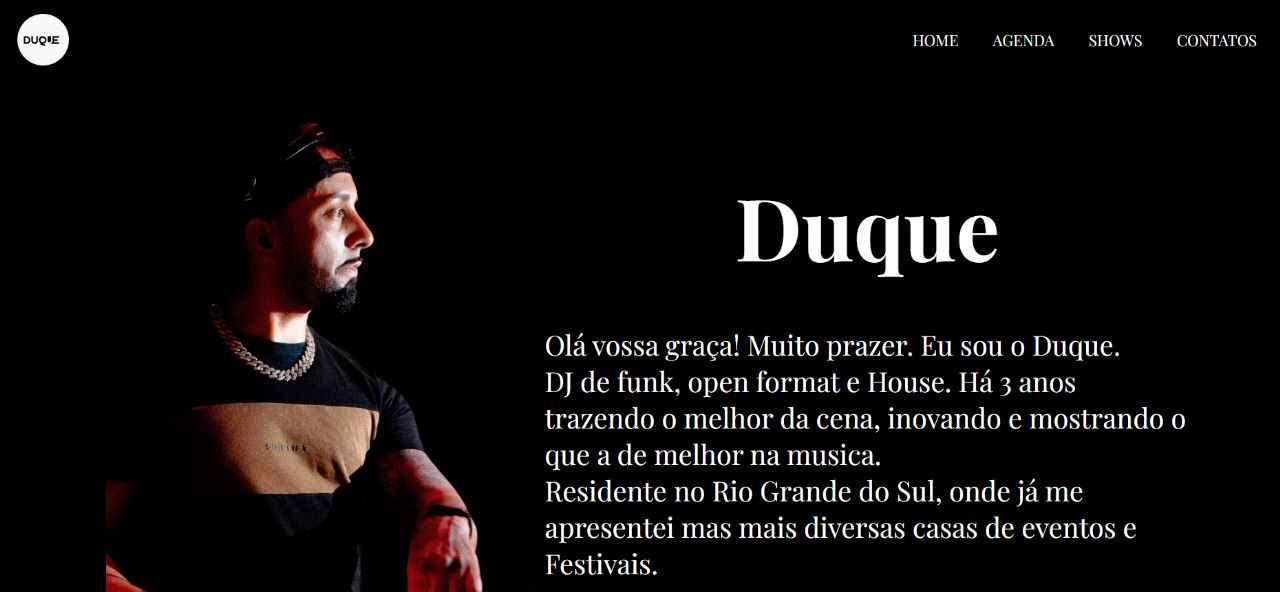 DUQUE
HOME AGENDA SHOWS CONTATOS
Duque
Olá vossa graça! Muito prazer. Eu sou o Duque.
DJ de funk, open format e House. Há 3 anos
trazendo o melhor da cena, inovando e mostrando o
que a de melhor na musica.
Residente no Rio Grande do Sul, onde já me
apresentei mas mais diversas casas de eventos e
Festivais.